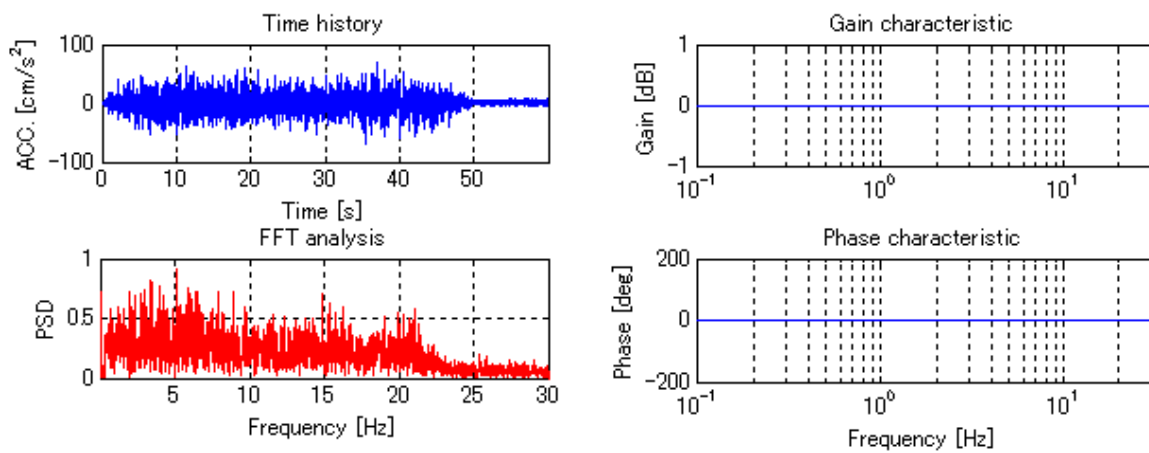 Time history
100
0
-100
ACC. [cm/s²]
0 10 20 30 40 50
Time [s]
Gain characteristic
1
0
-1
Gain [dB]
10⁻¹ 10⁰ 10¹
FFT analysis
1
0.5
0
PSD
5 10 15 20 25 30
Frequency [Hz]
Phase characteristic
200
0
-200
Phase [deg]
10⁻¹ 10⁰ 10¹
Frequency [Hz]